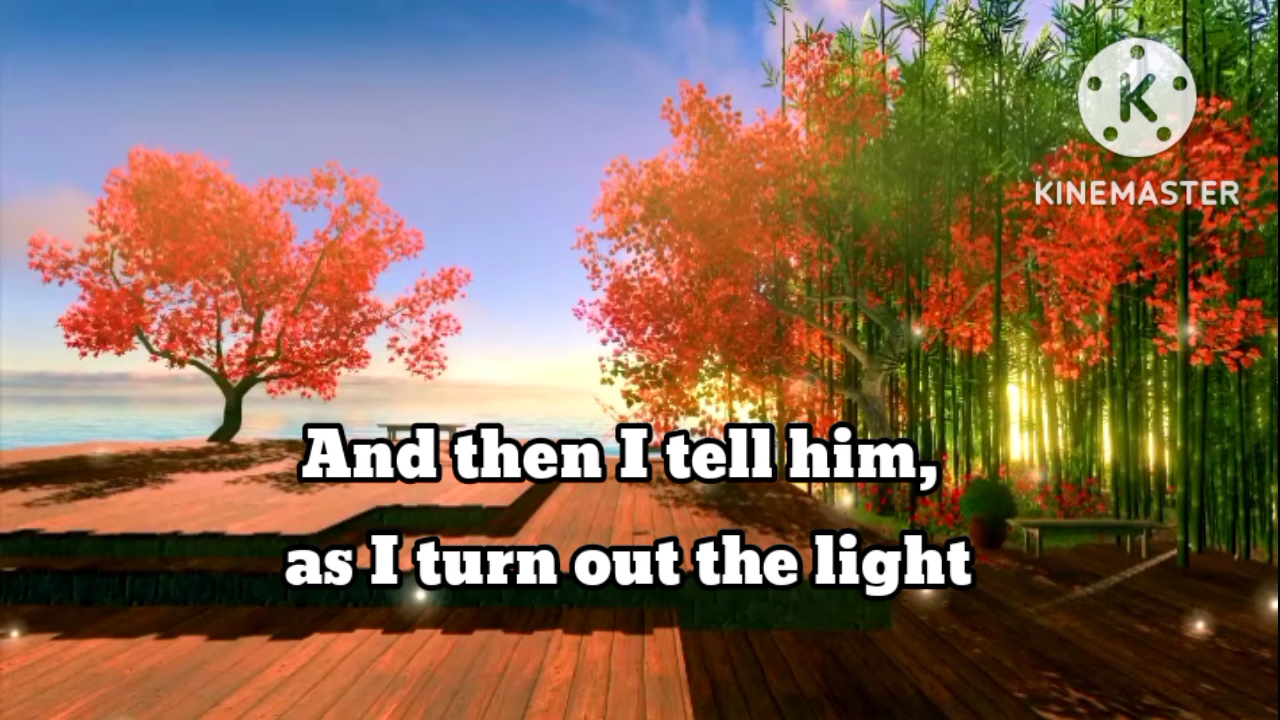 K
KINEMASTER
And then I tell him,
as I turn out the light